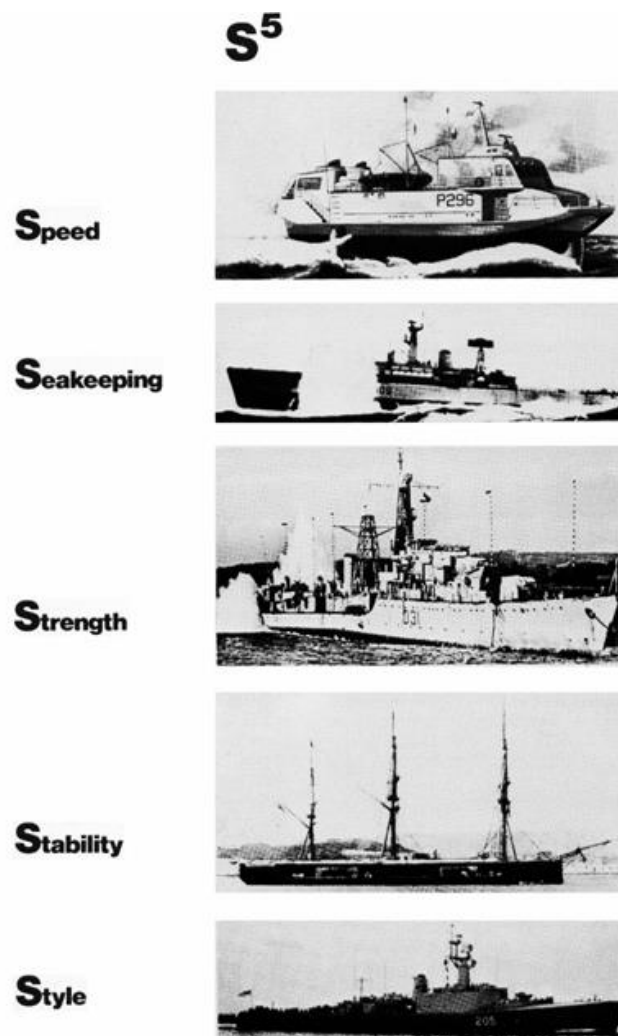 S⁵
Speed
P296
Seakeeping
Strength
D31
Stability
Style
205